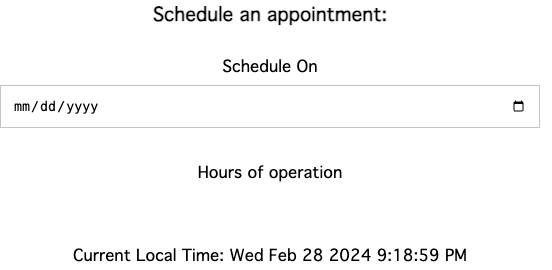 Schedule an appointment:
Schedule On
mm/dd/yyyy
Hours of operation
Current Local Time: Wed Feb 28 2024 9:18:59 PM